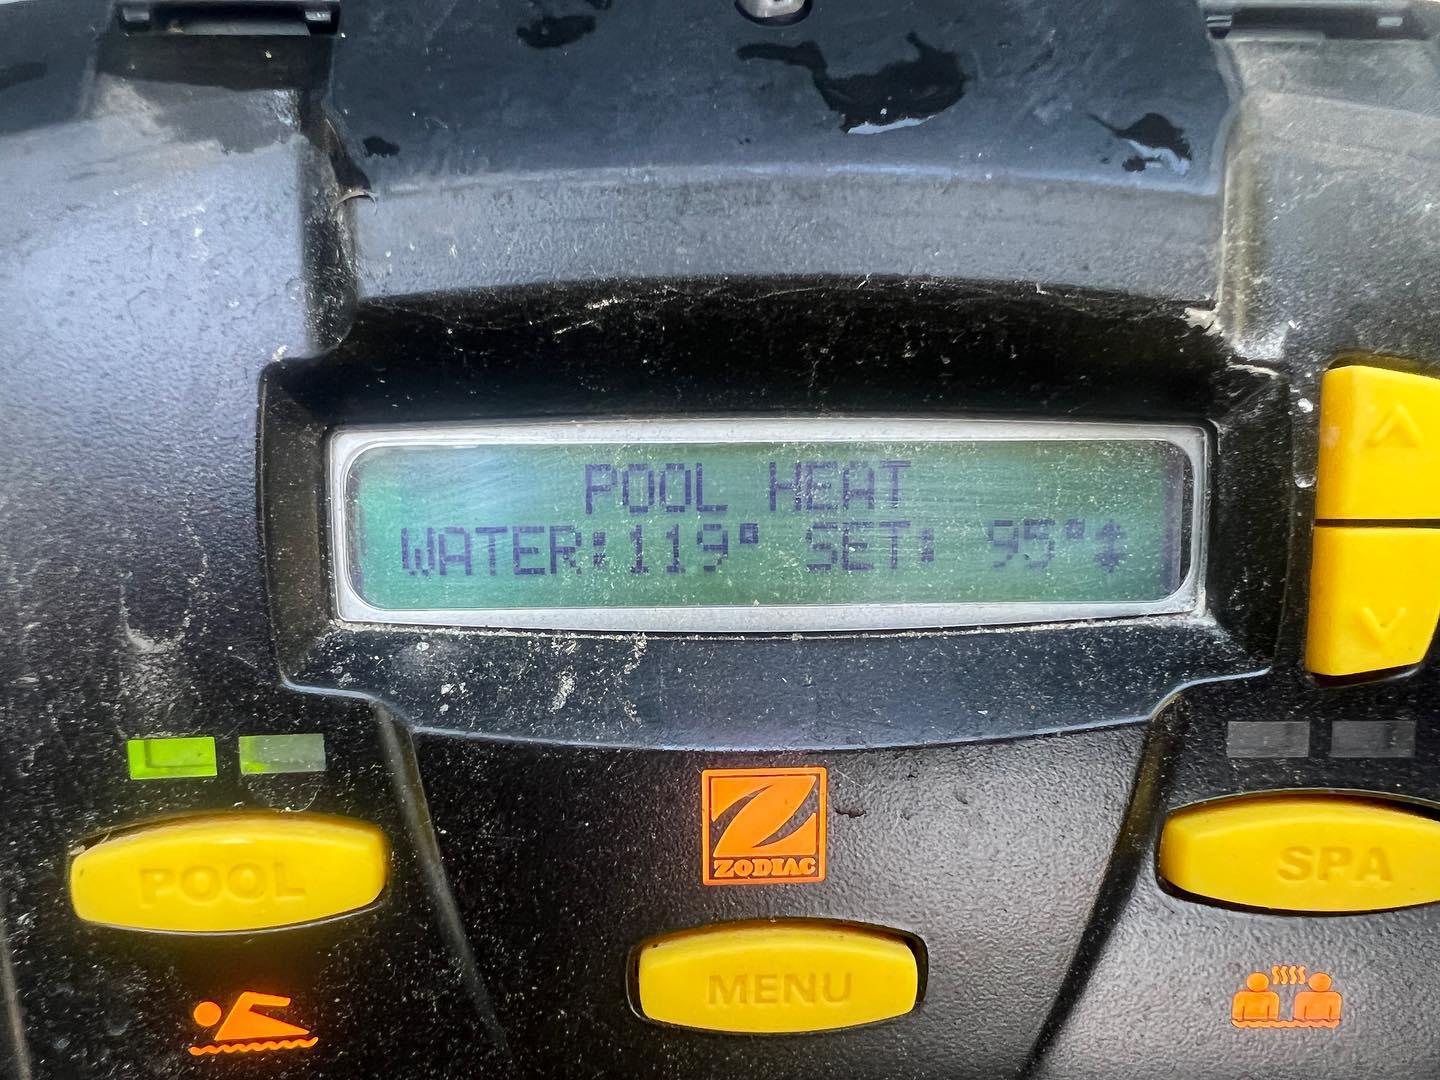 POOL HEAT
WATER:119° SET: 95°
POOL
ZODIAC
MENU
SPA